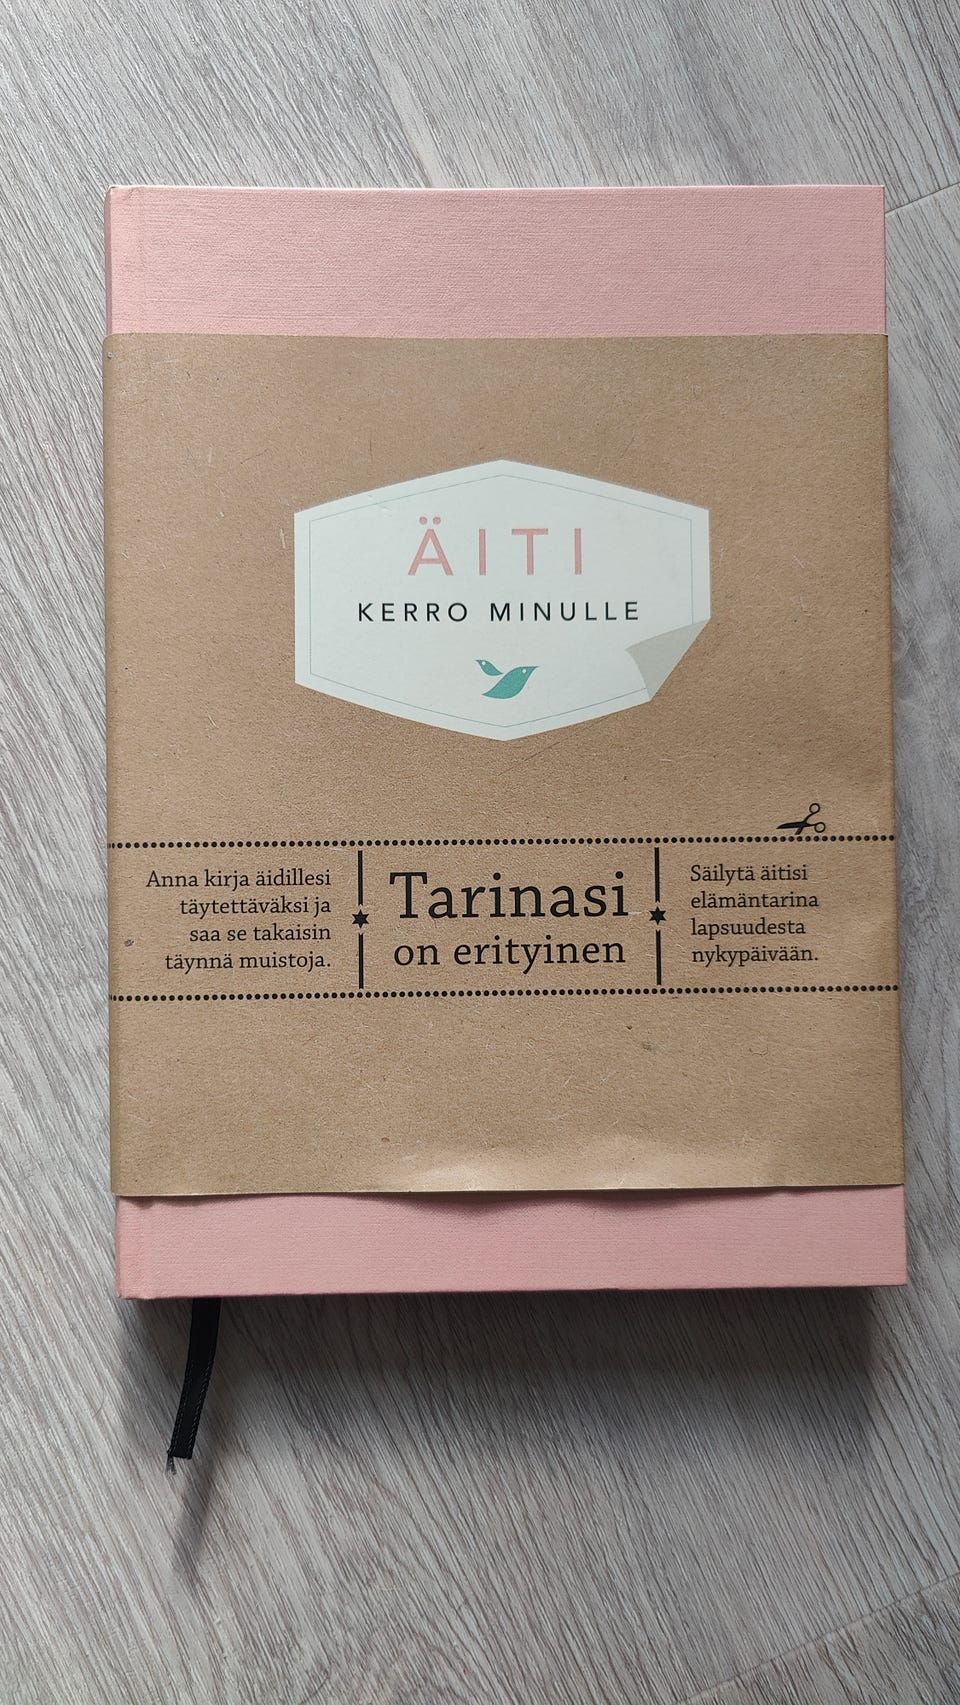 ÄITI
KERRO MINULLE
Anna kirja äidillesi
täytettäväksi ja
saa se takaisin
täynnä muistoja.
Tarinasi
on erityinen
Säilytä äitisi
elämäntarina
lapsuudesta
nykypäivään.